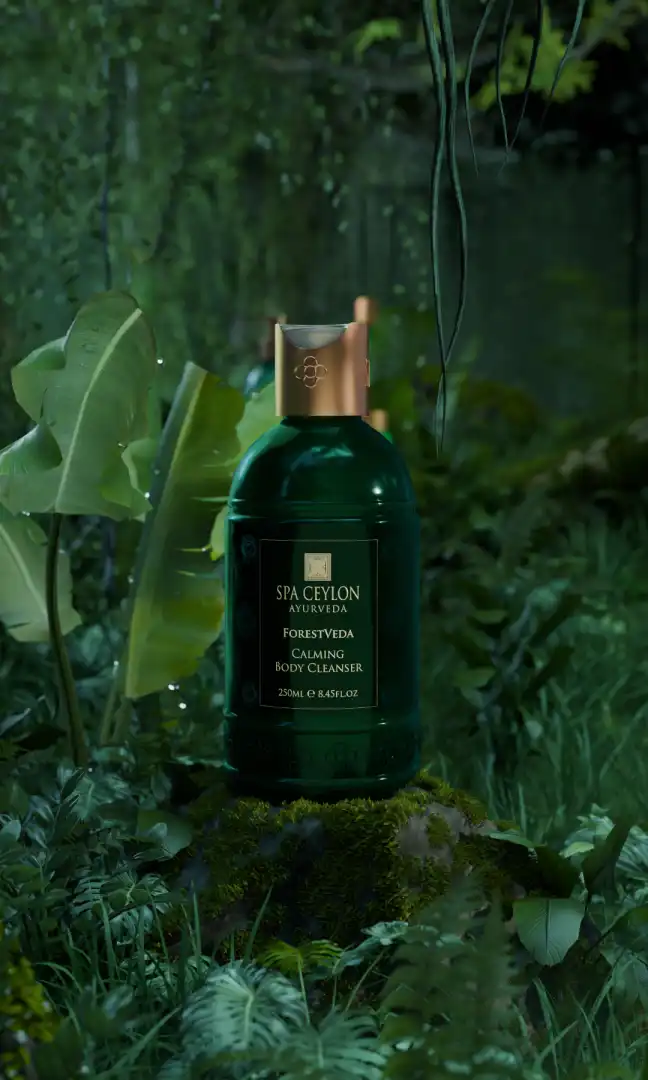 SPA CEYLON
AYURVEDA
FORESTVEDA
CALMING
BODY CLEANSER
250ML ℮ 8.45FL.OZ